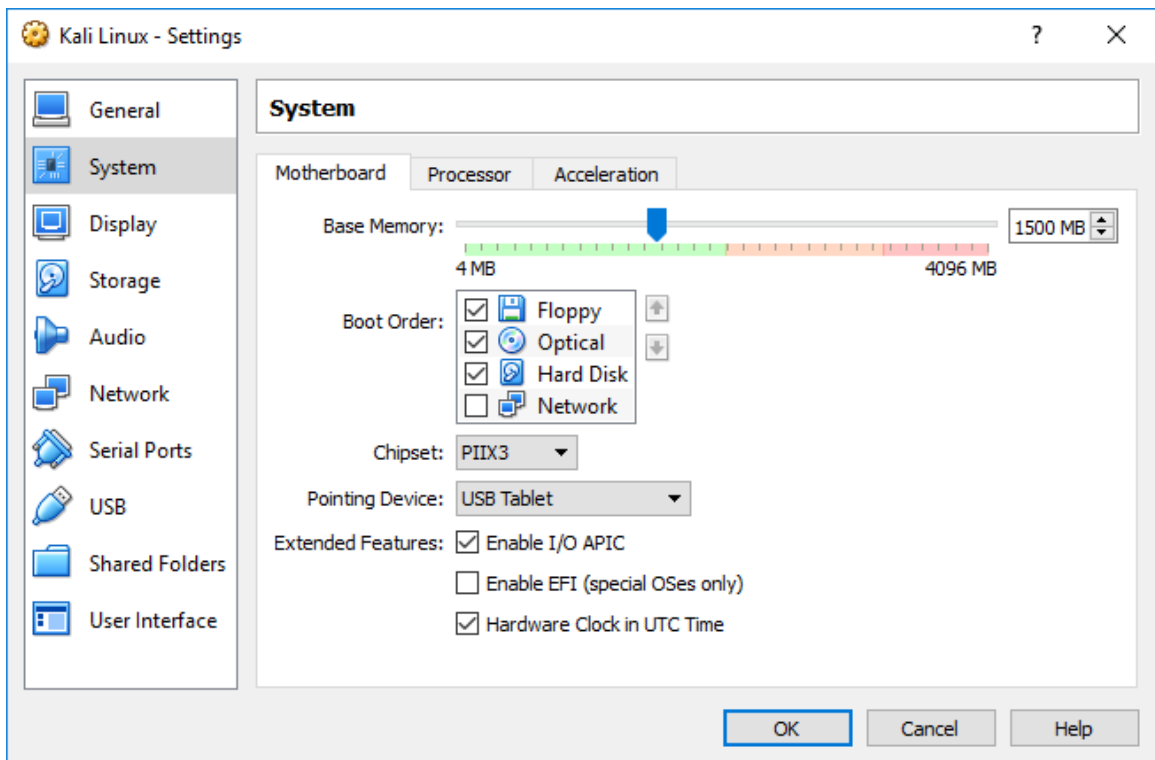 Kali Linux - Settings
?
General
System
Display
Storage
Audio
Network
Serial Ports
USB
Shared Folders
User Interface
System
Motherboard Processor Acceleration
Base Memory: 1500 MB
4 MB 4096 MB
Boot Order: Floppy
Optical
Hard Disk
Network
Chipset: PIIX3
Pointing Device: USB Tablet
Extended Features: Enable I/O APIC
Enable EFI (special OSes only)
Hardware Clock in UTC Time
OK Cancel Help